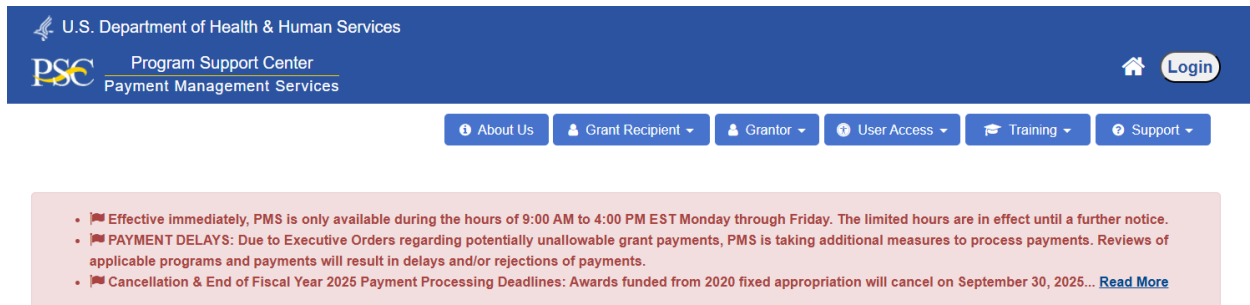 U.S. Department of Health & Human Services
PSC
Program Support Center
Payment Management Services
Login
About Us
Grant Recipient
Grantor
User Access
Training
Support
Effective immediately, PMS is only available during the hours of 9:00 AM to 4:00 PM EST Monday through Friday. The limited hours are in effect until a further notice.
PAYMENT DELAYS: Due to Executive Orders regarding potentially unallowable grant payments, PMS is taking additional measures to process payments. Reviews of
applicable programs and payments will result in delays and/or rejections of payments.
Cancellation & End of Fiscal Year 2025 Payment Processing Deadlines: Awards funded from 2020 fixed appropriation will cancel on September 30, 2025... Read More